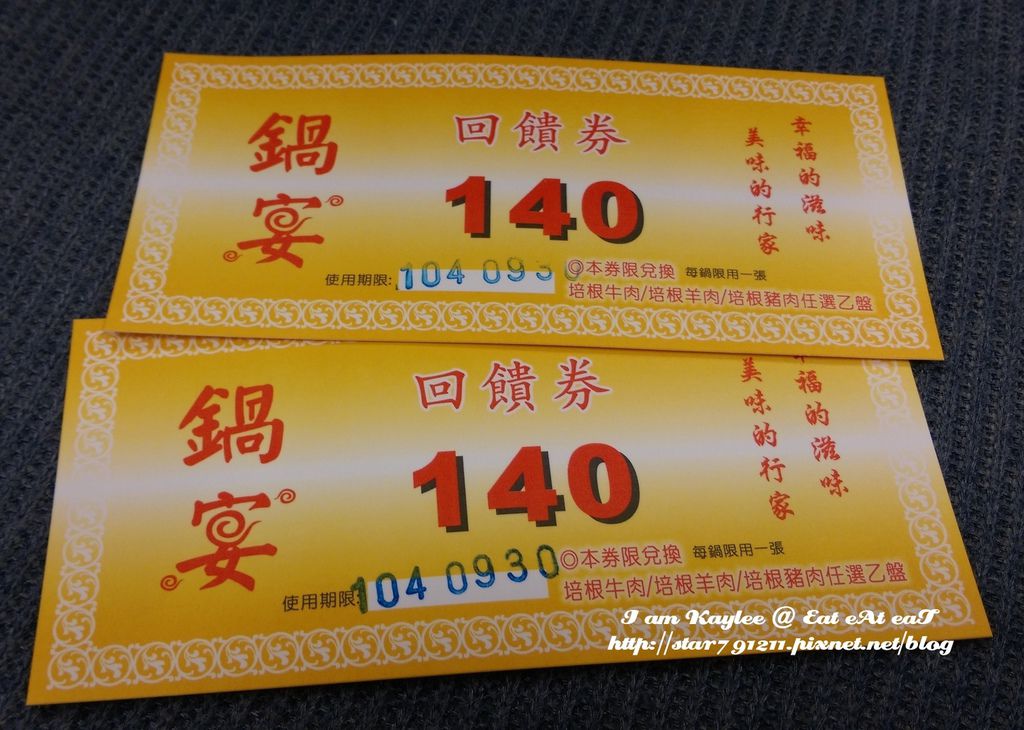 鍋宴
回饋券
140
使用期限: 104 0930
◎本券限兌換 每鍋限用一張
培根牛肉/培根羊肉/培根豬肉任選乙盤
幸福的滋味
美味的行家
鍋宴
回饋券
140
使用期限: 104 0930
◎本券限兌換 每鍋限用一張
培根牛肉/培根羊肉/培根豬肉任選乙盤
幸福的滋味
美味的行家
I am Kaylee @ Eat eAt eaT
http://star791211.pixnet.net/blog